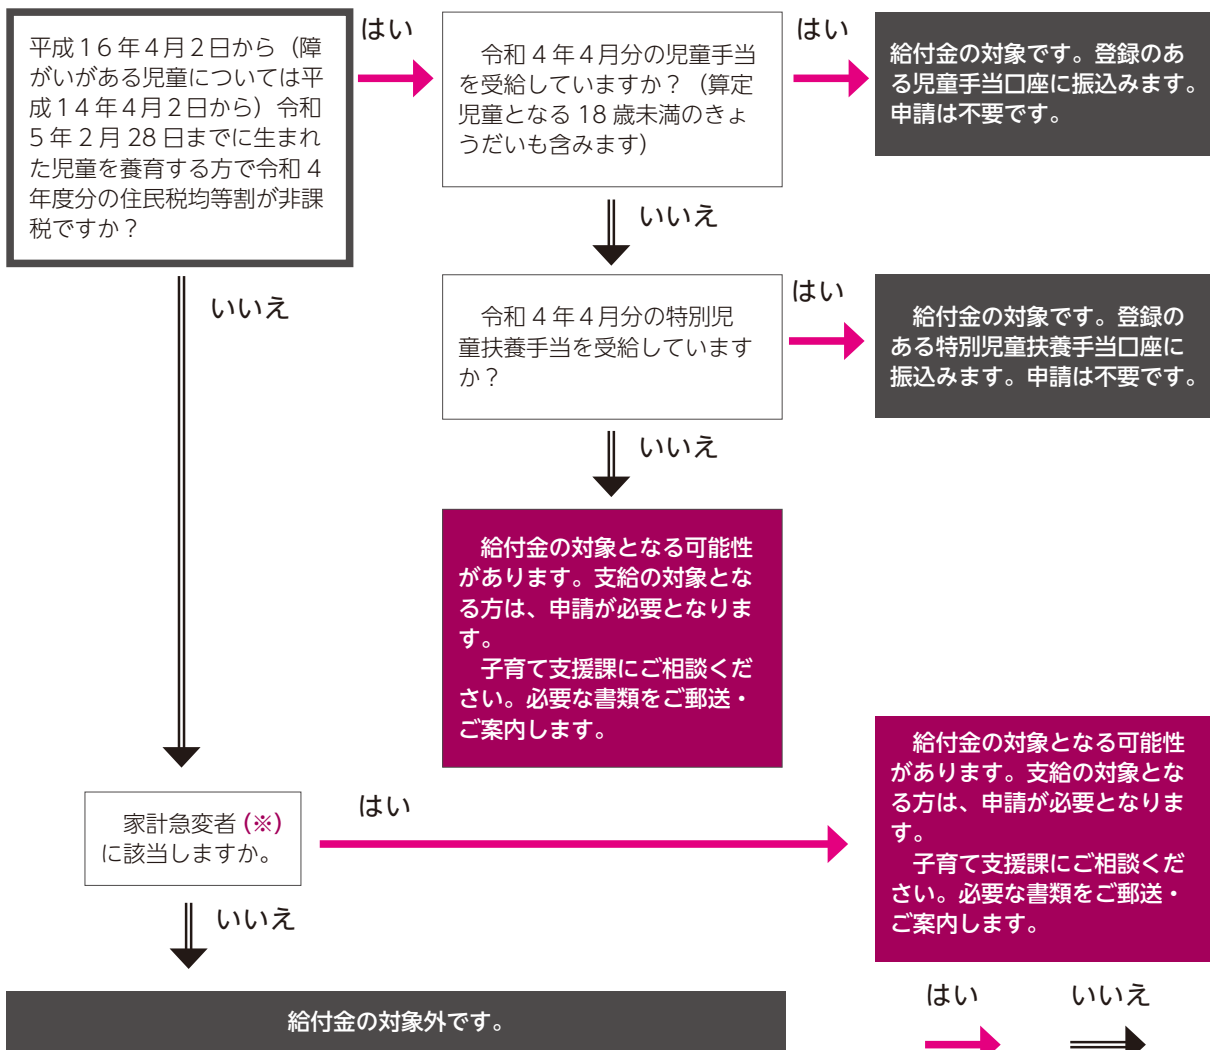 平成16年4月2日から（障
がいがある児童については平
成14年4月2日から）令和
5年2月28日までに生まれ
た児童を養育する方で令和4
年度分の住民税均等割が非課
税ですか？
はい
令和4年4月分の児童手当
を受給していますか？（算定
児童となる18歳未満のきょ
うだいも含みます）
はい
給付金の対象です。登録のあ
る児童手当口座に振込みます。
申請は不要です。
いいえ
いいえ
令和4年4月分の特別児
童扶養手当を受給しています
か？
はい
給付金の対象です。登録の
ある特別児童扶養手当口座に
振込みます。申請は不要です。
いいえ
給付金の対象となる可能性
があります。支給の対象とな
る方は、申請が必要となりま
す。
子育て支援課にご相談くだ
さい。必要な書類をご郵送・
ご案内します。
家計急変者（※）
に該当しますか。
はい
給付金の対象となる可能性
があります。支給の対象とな
る方は、申請が必要となりま
す。
子育て支援課にご相談くだ
さい。必要な書類をご郵送・
ご案内します。
いいえ
給付金の対象外です。
はい
いいえ